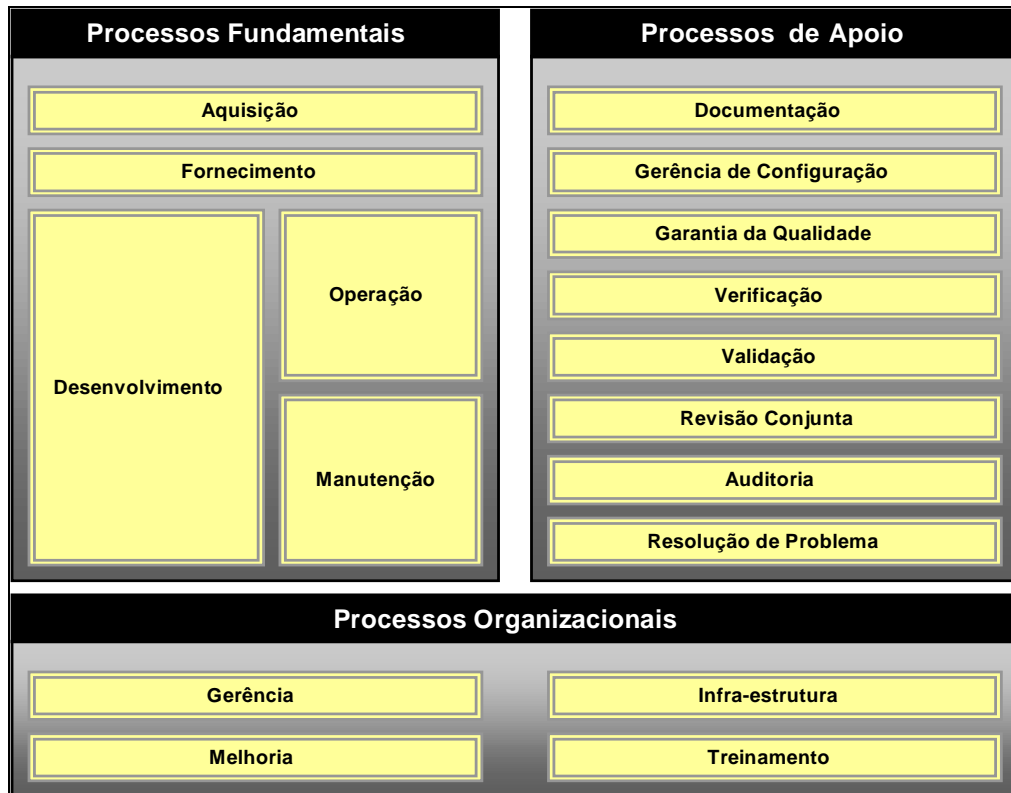 Processos Fundamentais
Aquisição
Fornecimento
Desenvolvimento
Operação
Manutenção
Processos de Apoio
Documentação
Gerência de Configuração
Garantia da Qualidade
Verificação
Validação
Revisão Conjunta
Auditoria
Resolução de Problema
Processos Organizacionais
Gerência
Infra-estrutura
Melhoria
Treinamento